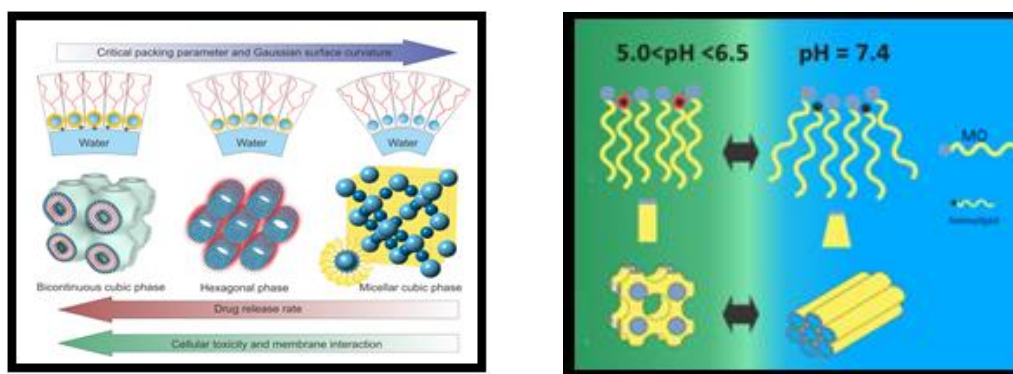 Critical packing parameter and Gaussian surface curvature
Water
Water
Water
Bicontinuous cubic phase
Hexagonal phase
Micellar cubic phase
Drug release rate
Cellular toxicity and membrane interaction
5.0<pH <6.5
pH = 7.4
MO